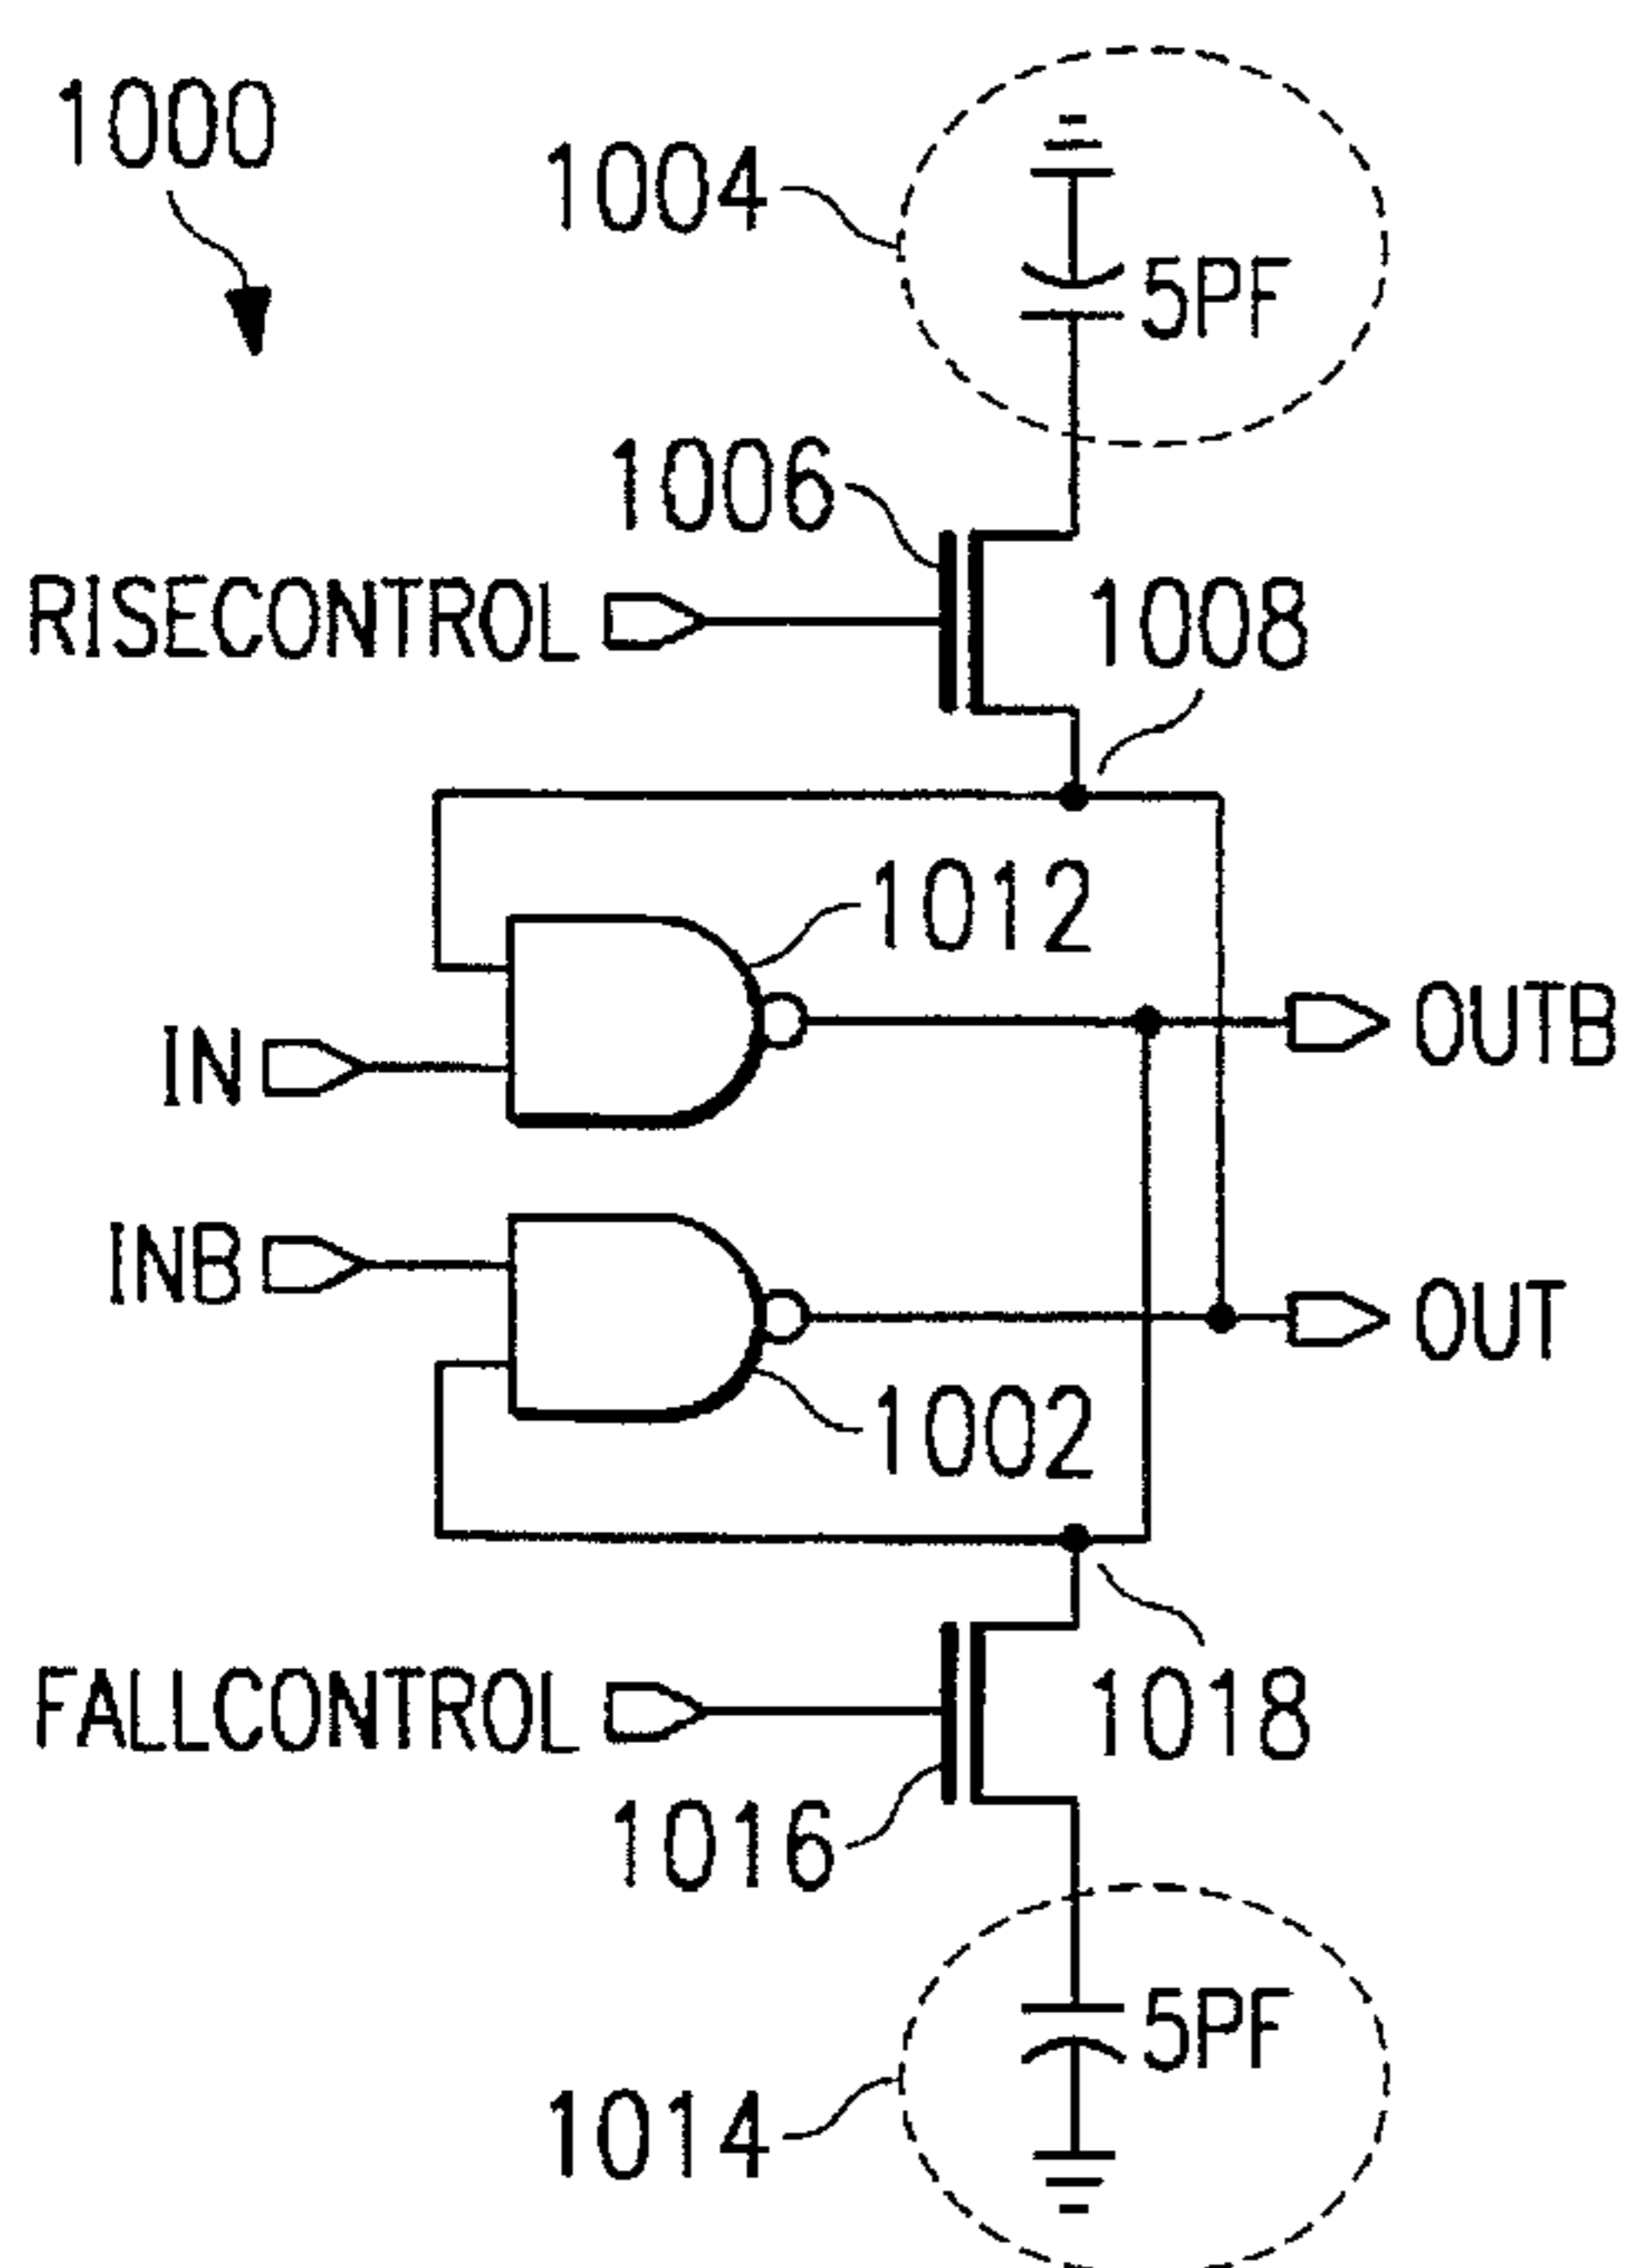 1000
1004
5PF
1006
RISECONTROL
1008
1012
IN
OUTB
INB
OUT
1002
FALLCONTROL
1018
1016
5PF
1014